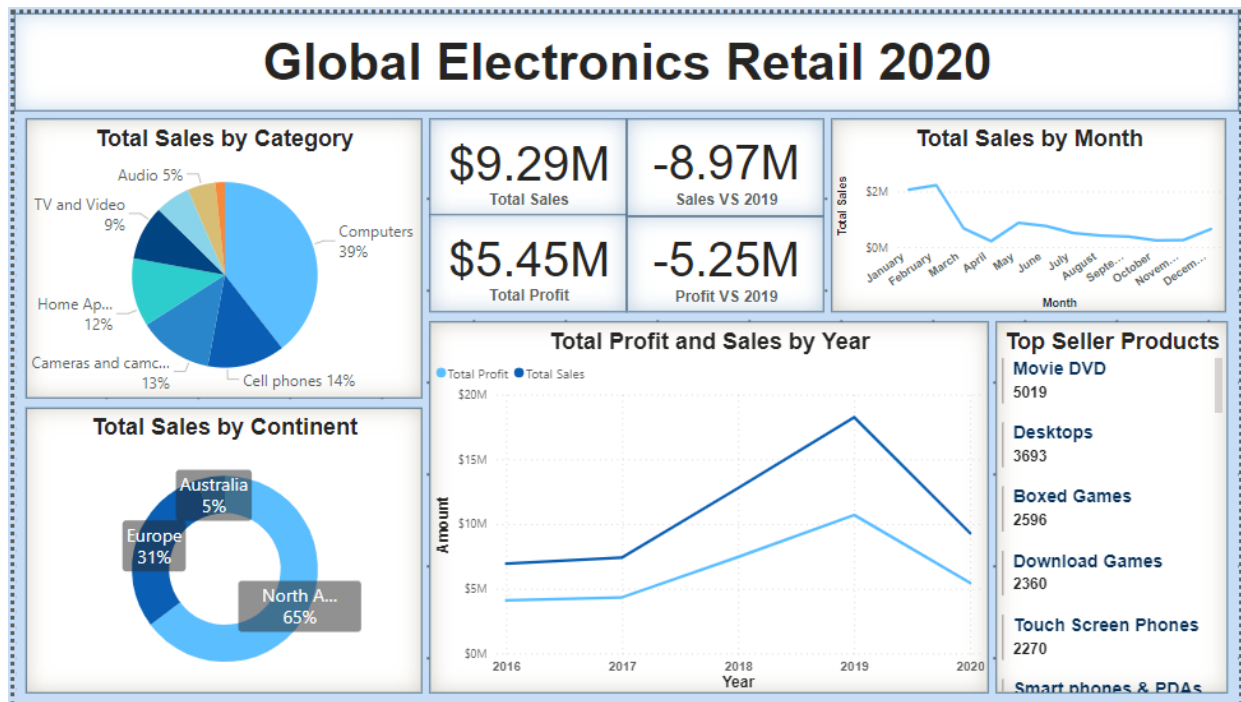 Global Electronics Retail 2020
Total Sales by Category
Audio 5%
TV and Video
9%
Home Ap...
12%
Cameras and camc...
13%
Cell phones 14%
Computers
39%
$9.29M
Total Sales
-8.97M
Sales VS 2019
$5.45M
Total Profit
-5.25M
Profit VS 2019
Total Sales by Month
Total Sales
$2M
$0M
January
February
March
April
May
June
July
August
Septe...
October
Novem...
Decem...
Month
Total Sales by Continent
Australia
5%
Europe
31%
North A...
65%
Total Profit and Sales by Year
Total Profit Total Sales
Amount
$20M
$15M
$10M
$5M
$0M
2016 2017 2018 2019 2020
Year
Top Seller Products
Movie DVD
5019
Desktops
3693
Boxed Games
2596
Download Games
2360
Touch Screen Phones
2270
Smart phones & PDAs